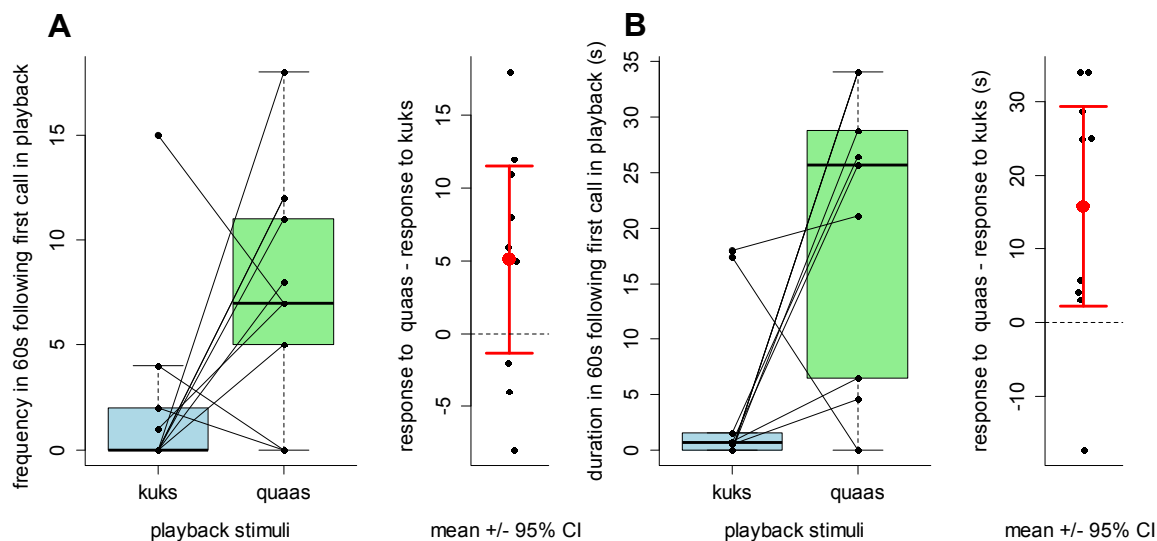 A
frequency in 60s following first call in playback
15
10
5
0
kuks
quaas
playback stimuli
response to quaas - response to kuks
15
10
5
0
-5
mean +/- 95% CI
B
duration in 60s following first call in playback (s)
35
30
25
20
15
10
5
0
kuks
quaas
playback stimuli
response to quaas - response to kuks (s)
30
20
10
0
-10
mean +/- 95% CI